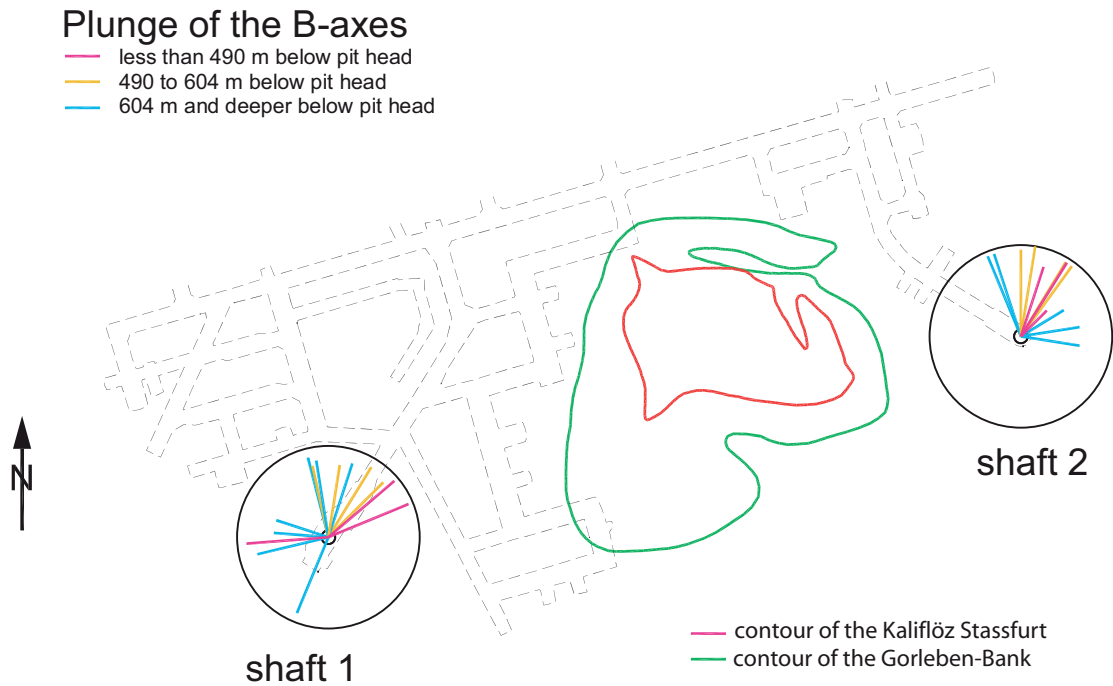 Plunge of the B-axes
less than 490 m below pit head
490 to 604 m below pit head
604 m and deeper below pit head
shaft 2
N
shaft 1
contour of the Kaliflöz Stassfurt
contour of the Gorleben-Bank